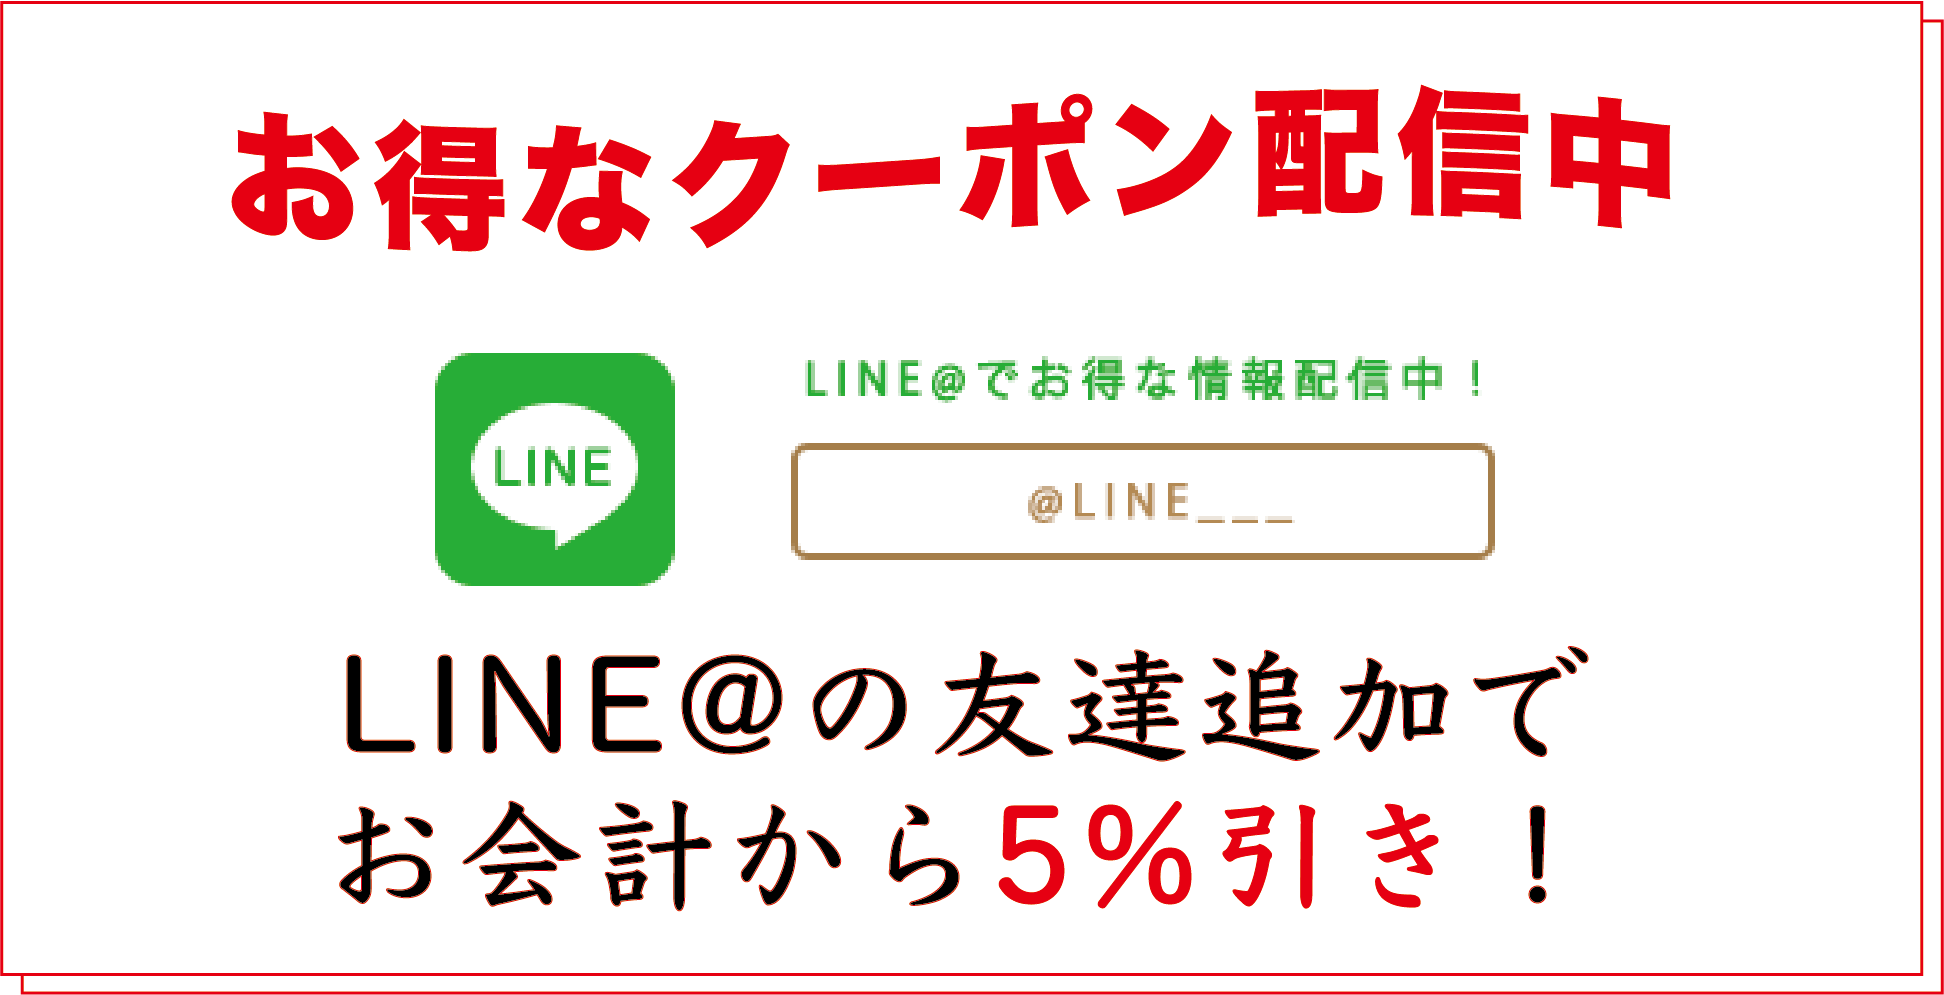 お得なクーポン配信中
LINE
LINE@でお得な情報配信中！
@LINE___
LINE@の友達追加で
お会計から5%引き！